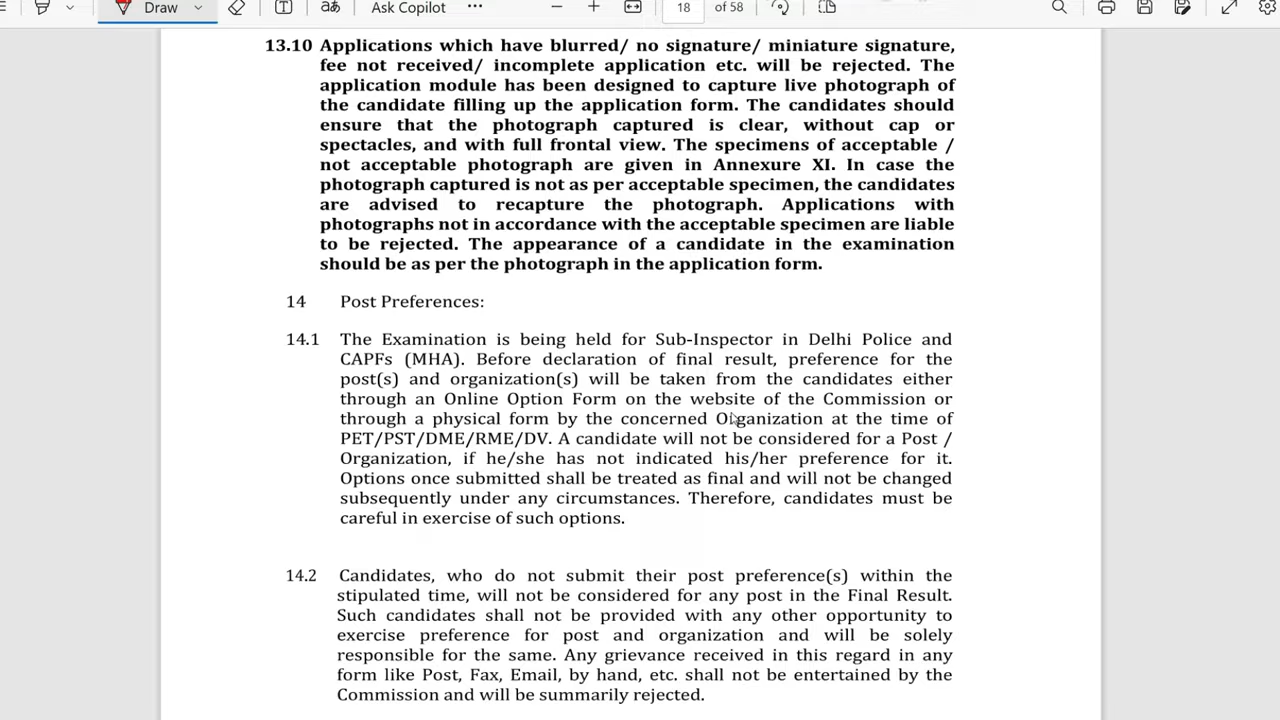 Draw
aあ
Ask Copilot
18 of 58
13.10 Applications which have blurred/ no signature/ miniature signature,
fee not received/ incomplete application etc. will be rejected. The
application module has been designed to capture live photograph of
the candidate filling up the application form. The candidates should
ensure that the photograph captured is clear, without cap or
spectacles, and with full frontal view. The specimens of acceptable /
not acceptable photograph are given in Annexure XI. In case the
photograph captured is not as per acceptable specimen, the candidates
are advised to recapture the photograph. Applications with
photographs not in accordance with the acceptable specimen are liable
to be rejected. The appearance of a candidate in the examination
should be as per the photograph in the application form.
14 Post Preferences:
14.1 The Examination is being held for Sub-Inspector in Delhi Police and
CAPFs (MHA). Before declaration of final result, preference for the
post(s) and organization(s) will be taken from the candidates either
through an Online Option Form on the website of the Commission or
through a physical form by the concerned Organization at the time of
PET/PST/DME/RME/DV. A candidate will not be considered for a Post /
Organization, if he/she has not indicated his/her preference for it.
Options once submitted shall be treated as final and will not be changed
subsequently under any circumstances. Therefore, candidates must be
careful in exercise of such options.
14.2 Candidates, who do not submit their post preference(s) within the
stipulated time, will not be considered for any post in the Final Result.
Such candidates shall not be provided with any other opportunity to
exercise preference for post and organization and will be solely
responsible for the same. Any grievance received in this regard in any
form like Post, Fax, Email, by hand, etc. shall not be entertained by the
Commission and will be summarily rejected.